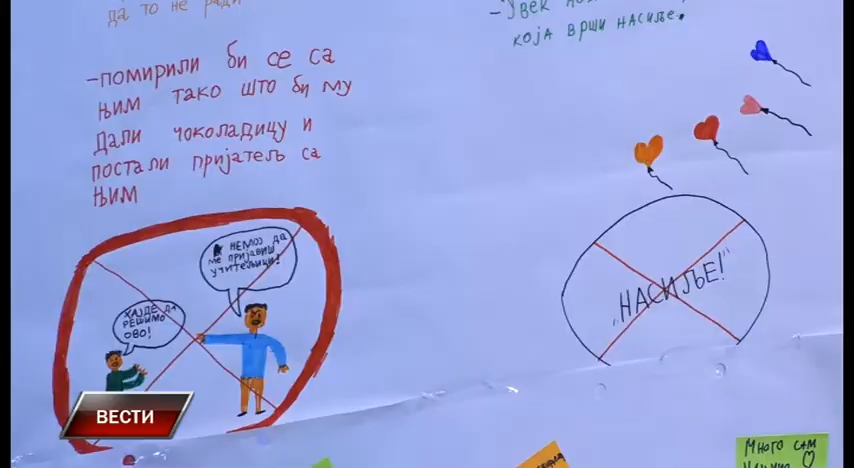 да то не ради
– Увек
која врши насиље.
– помирили би се са
њим тако што би му
дали чоколадицу и
постали пријатељ са
њим
немој да
ме пријавиш
учитељици!
хајде да
решимо
ово!
„НАСИЉЕ!“
ВЕСТИ
Много сам